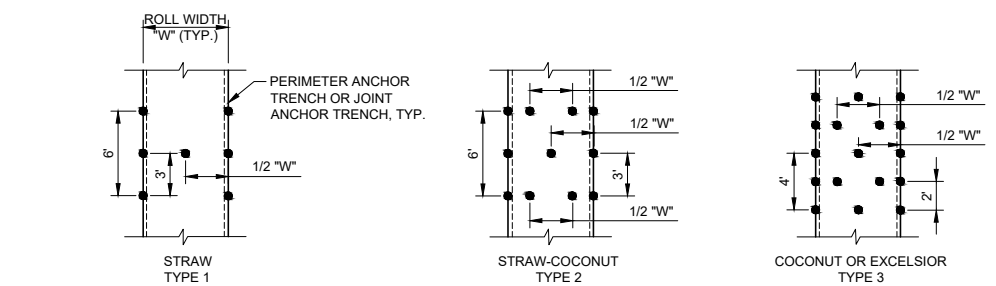 ROLL WIDTH
"W" (TYP.)
PERIMETER ANCHOR
TRENCH OR JOINT
ANCHOR TRENCH, TYP.
6'
3'
1/2 "W"
STRAW
TYPE 1
1/2 "W"
1/2 "W"
6'
3'
1/2 "W"
STRAW-COCONUT
TYPE 2
1/2 "W"
1/2 "W"
4'
2'
COCONUT OR EXCELSIOR
TYPE 3